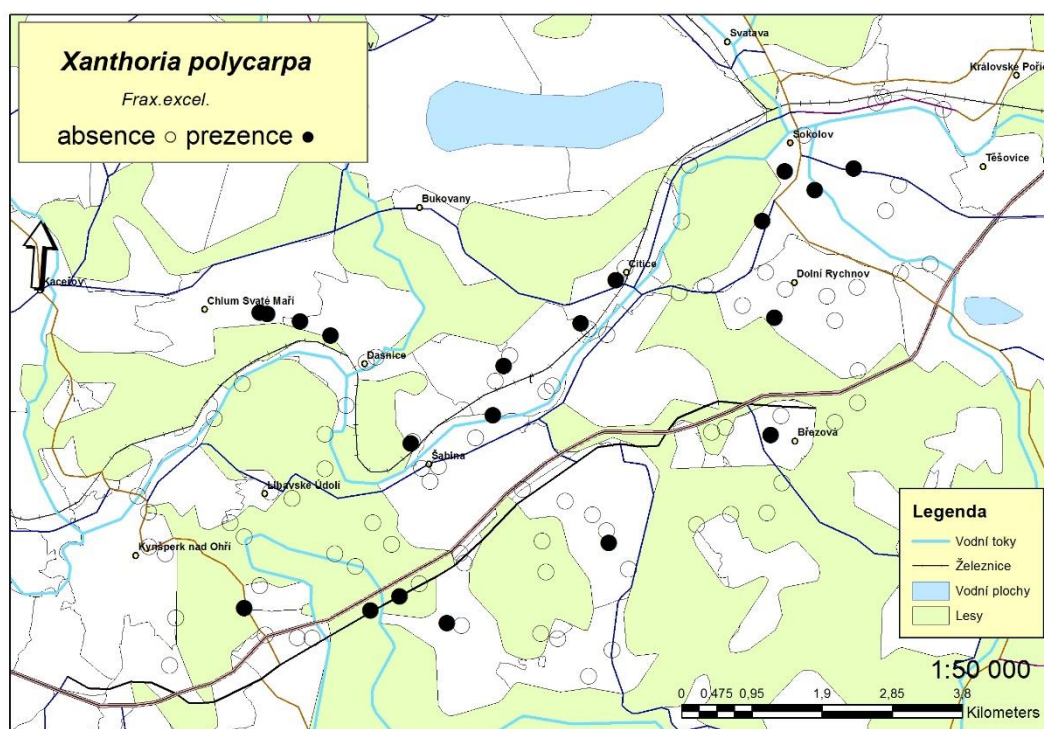 Xanthoria polycarpa
Frax.excel.
absence ○ prezence ●
Svatava
Královské Poříč
Sokolov
Těšovice
Bukovany
Kaceřov
Citice
Dolní Rychnov
Chlum Svaté Maří
Dasnice
Březová
Šabina
Libavské Údolí
Kynšperk nad Ohří
Legenda
Vodní toky
Železnice
Vodní plochy
Lesy
1:50 000
0 0,475 0,95 1,9 2,85 3,8
Kilometers